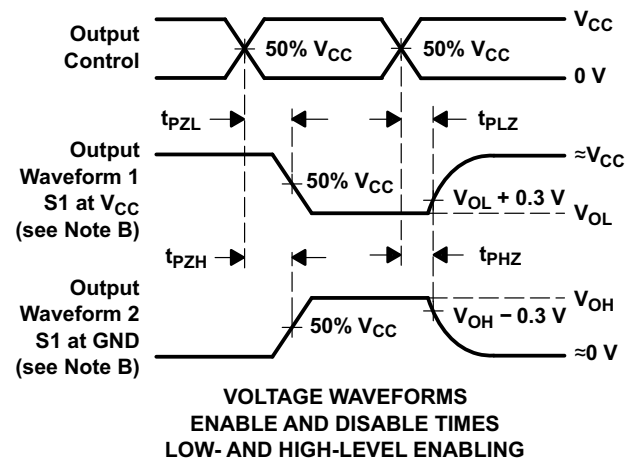 Output
Control
50% VCC
50% VCC
VCC
0 V
tPZL
tPLZ
Output
Waveform 1
S1 at VCC
(see Note B)
50% VCC
≈VCC
VOL + 0.3 V
VOL
tPZH
tPHZ
Output
Waveform 2
S1 at GND
(see Note B)
50% VCC
VOH
VOH − 0.3 V
≈0 V
VOLTAGE WAVEFORMS
ENABLE AND DISABLE TIMES
LOW- AND HIGH-LEVEL ENABLING